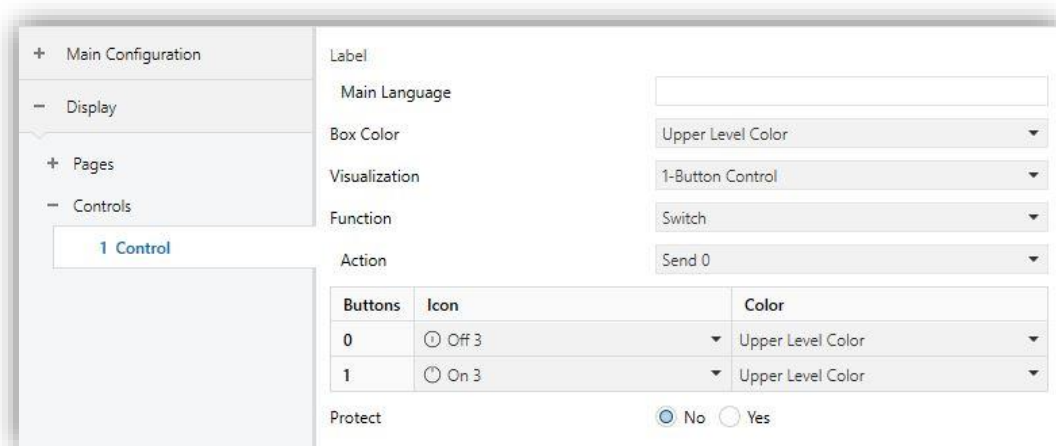 Main Configuration
Display
Pages
Controls
1 Control
Label
Main Language
Box Color
Upper Level Color
Visualization
1-Button Control
Function
Switch
Action
Send 0
Buttons Icon Color
0 Off 3 Upper Level Color
1 On 3 Upper Level Color
Protect No Yes